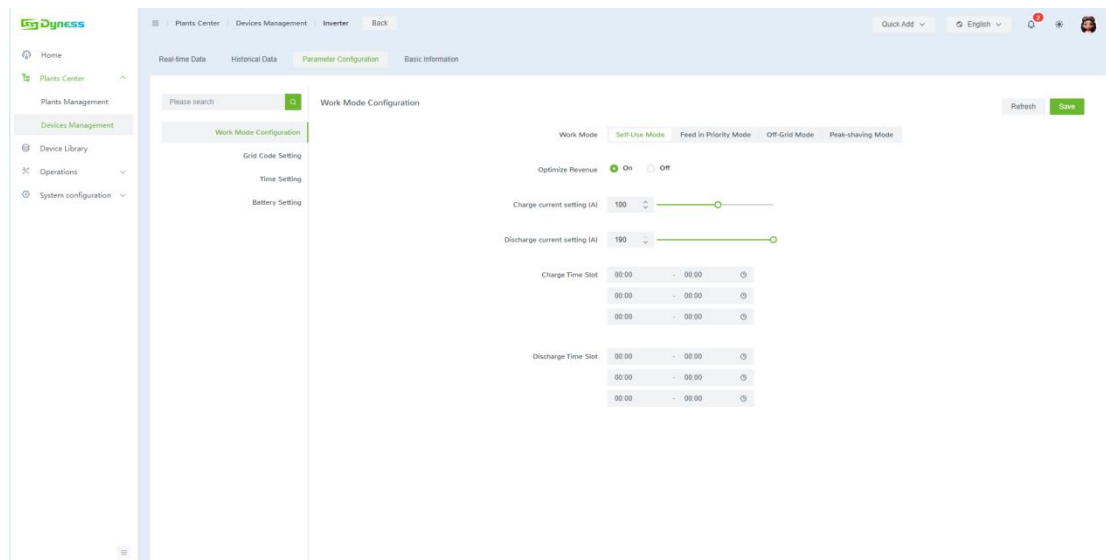 Dyness
Plants Center / Devices Management / Inverter Back
Quick Add English 2
Home
Plants Center
Plants Management
Devices Management
Device Library
Operations
System configuration
Real-time Data Historical Data Parameter Configuration Basic Information
Please search
Work Mode Configuration
Grid Code Setting
Time Setting
Battery Setting
Work Mode Configuration
Refresh Save
Work Mode Self-Use Mode Feed in Priority Mode Off-Grid Mode Peak-shaving Mode
Optimize Revenue On Off
Charge current setting (A) 100
Discharge current setting (A) 190
Charge Time Slot 00:00 - 00:00
00:00 - 00:00
00:00 - 00:00
Discharge Time Slot 00:00 - 00:00
00:00 - 00:00
00:00 - 00:00